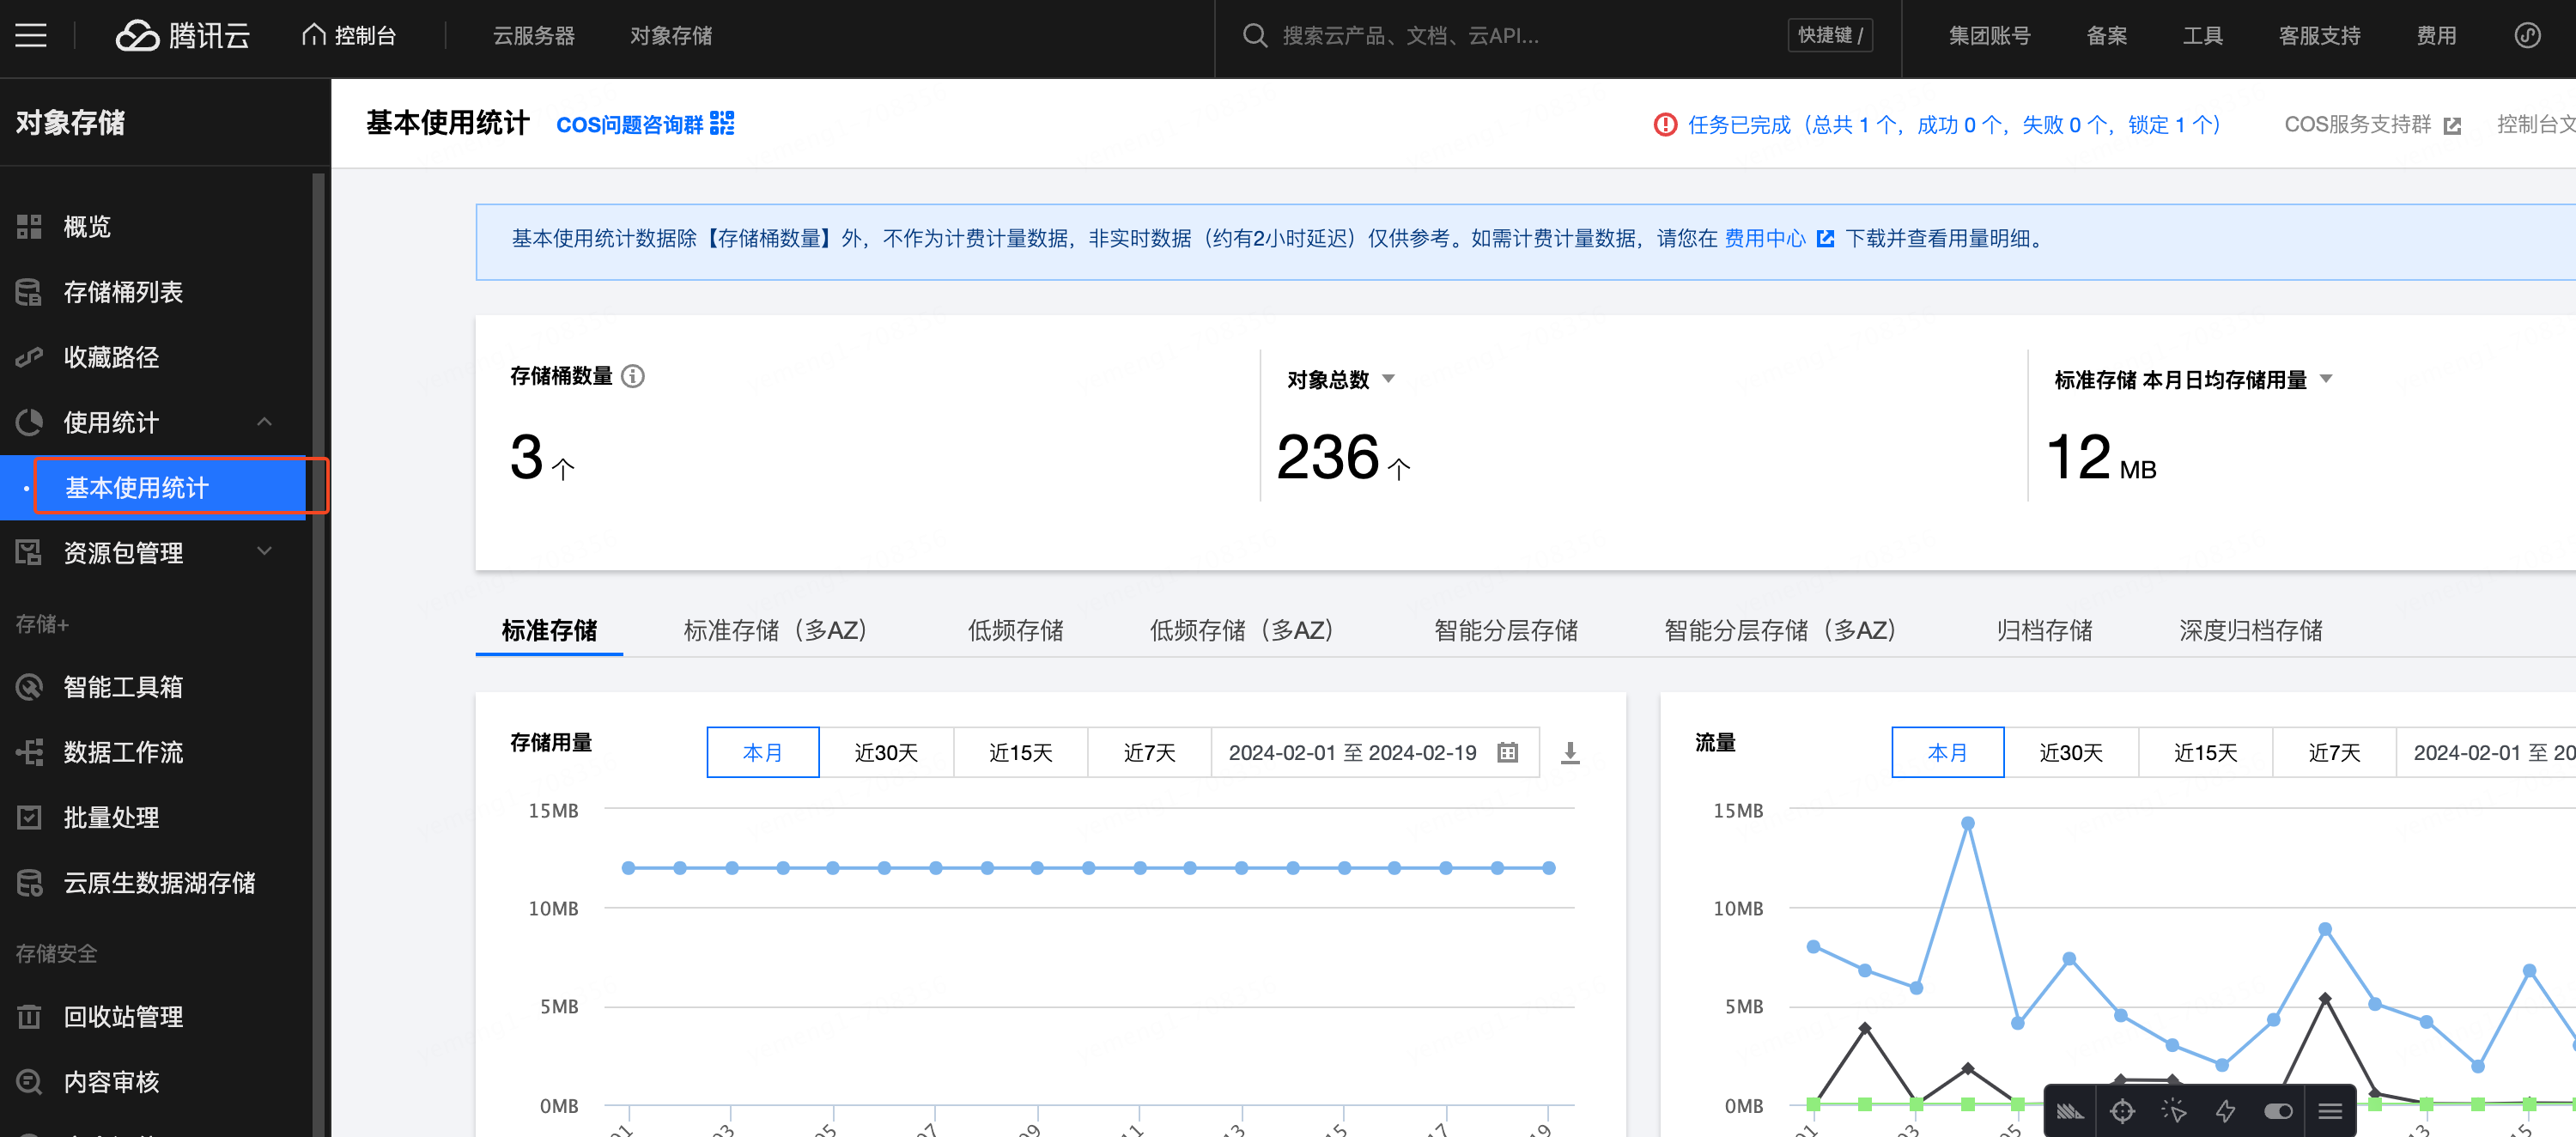 腾讯云 控制台 云服务器 对象存储 搜索云产品、文档、云API... 快捷键 / 集团账号 备案 工具 客服支持 费用
对象存储
概览
存储桶列表
收藏路径
使用统计
基本使用统计
资源包管理
存储+
智能工具箱
数据工作流
批量处理
云原生数据湖存储
存储安全
回收站管理
内容审核
基本使用统计 COS问题咨询群 任务已完成（总共 1 个，成功 0 个，失败 0 个，锁定 1 个） COS服务支持群 控制台文
基本使用统计数据除【存储桶数量】外，不作为计费计量数据，非实时数据（约有2小时延迟）仅供参考。如需计费计量数据，请您在 费用中心 下载并查看用量明细。
存储桶数量
3 个
对象总数
236 个
标准存储 本月日均存储用量
12 MB
标准存储 标准存储（多AZ） 低频存储 低频存储（多AZ） 智能分层存储 智能分层存储（多AZ） 归档存储 深度归档存储
存储用量 本月 近30天 近15天 近7天 2024-02-01 至 2024-02-19
15MB
10MB
5MB
0MB
01 03 05 07 09 11 13 15 17 19
流量 本月 近30天 近15天 近7天 2024-02-01 至 20
15MB
10MB
5MB
0MB
01 03 05 13 15